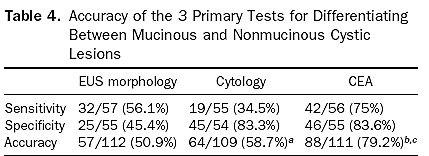 Table 4. Accuracy of the 3 Primary Tests for Differentiating
Between Mucinous and Nonmucinous Cystic
Lesions
EUS morphology Cytology CEA
Sensitivity 32/57 (56.1%) 19/55 (34.5%) 42/56 (75%)
Specificity 25/55 (45.4%) 45/54 (83.3%) 46/55 (83.6%)
Accuracy 57/112 (50.9%) 64/109 (58.7%)a 88/111 (79.2%)b,c